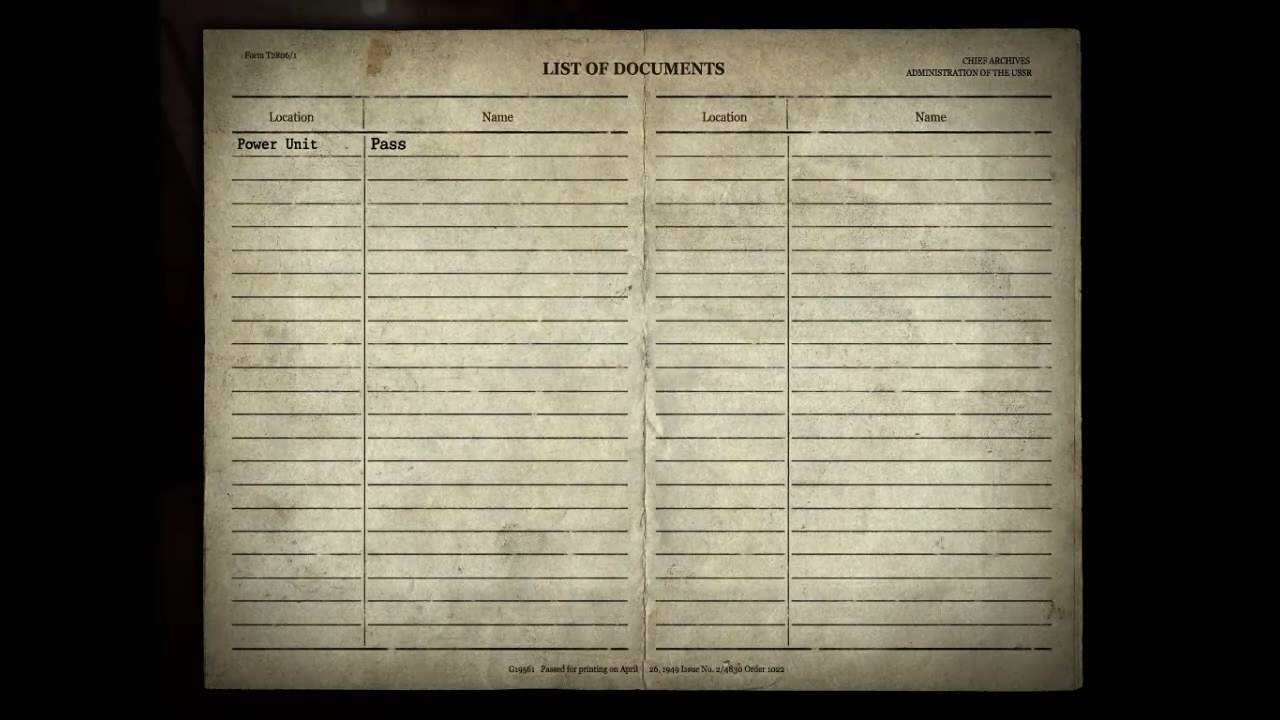 Form T2806/1
LIST OF DOCUMENTS
CHIEF ARCHIVES
ADMINISTRATION OF THE USSR
Location Name Location Name
Power Unit Pass
G19561 Passed for printing on April 26, 1949 Issue No. 2/4830 Order 1022